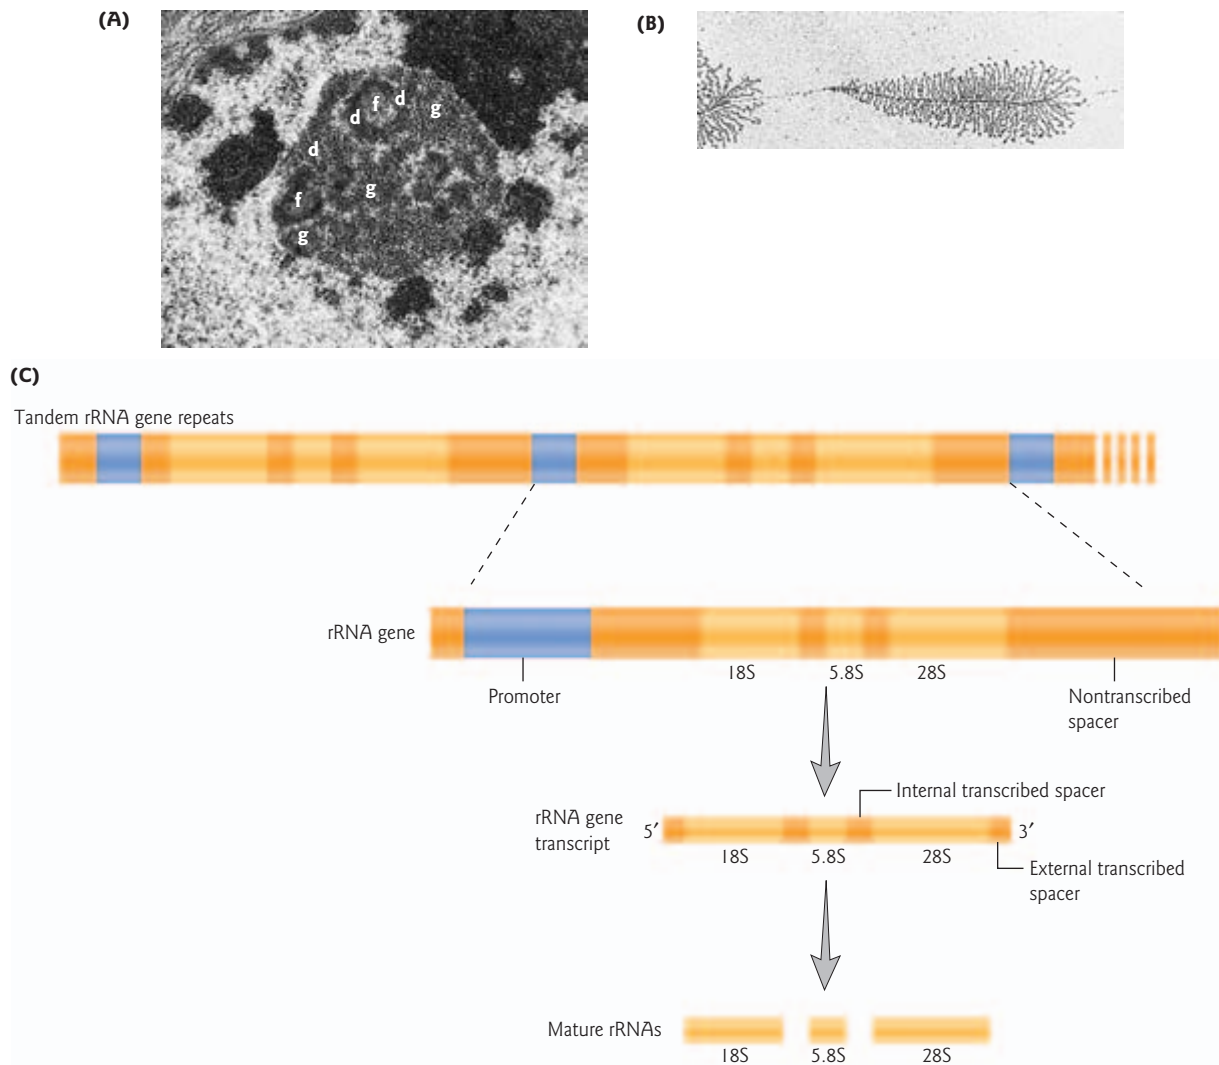 (A)
(B)
f
d
d
g
d
f
g
g
(C)
Tandem rRNA gene repeats
rRNA gene
18S 5.8S 28S
Promoter
Nontranscribed
spacer
Internal transcribed spacer
rRNA gene
transcript
5′ 3′
18S 5.8S 28S
External transcribed
spacer
Mature rRNAs
18S 5.8S 28S